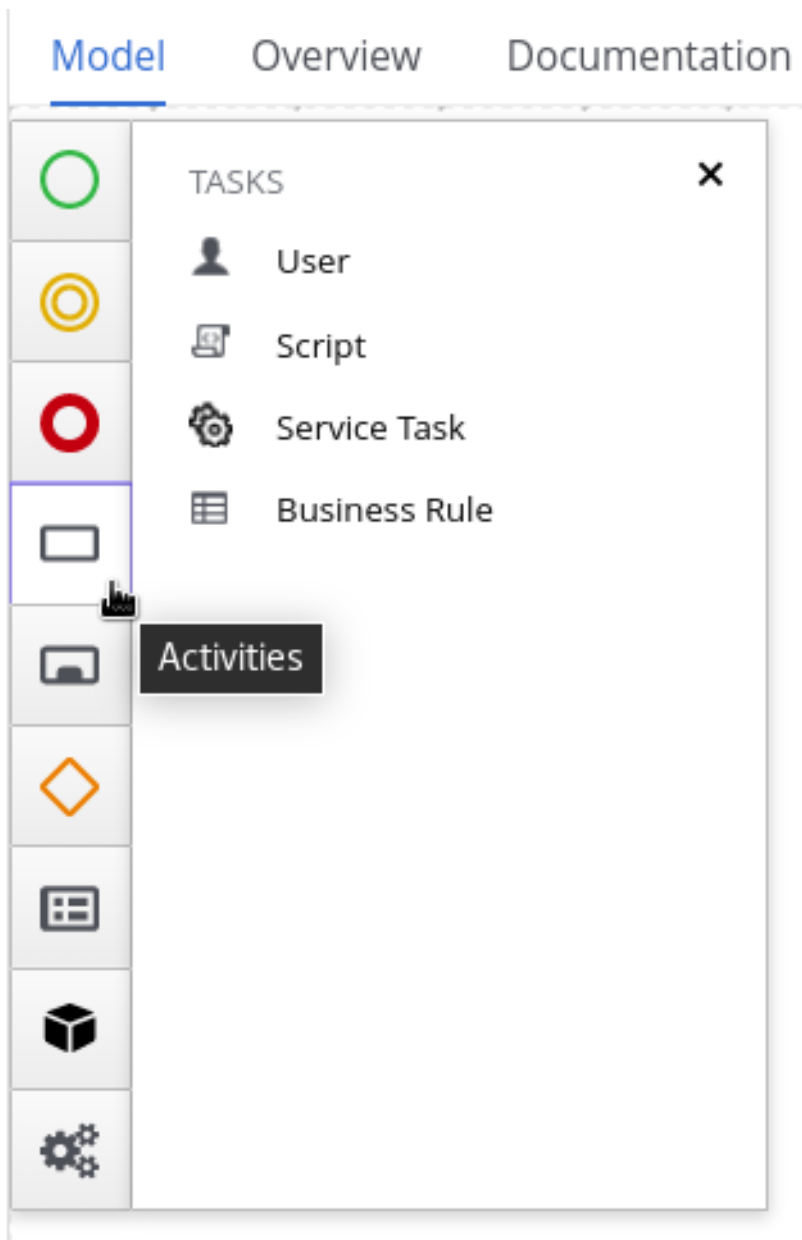 Model Overview Documentation
TASKS
User
Script
Service Task
Business Rule
Activities